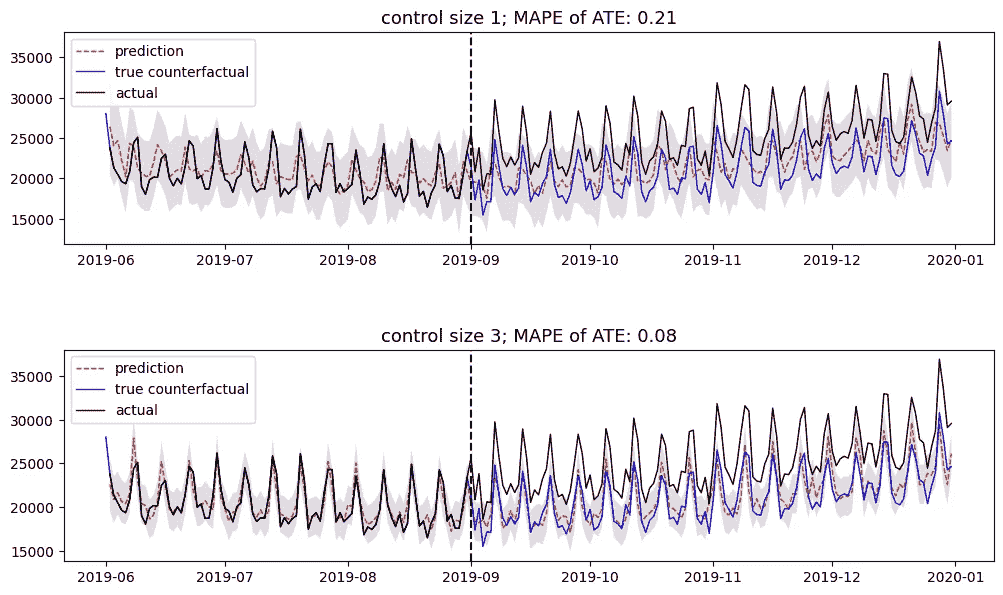 control size 1; MAPE of ATE: 0.21
prediction
true counterfactual
actual
35000
30000
25000
20000
15000
2019-06 2019-07 2019-08 2019-09 2019-10 2019-11 2019-12 2020-01
control size 3; MAPE of ATE: 0.08
prediction
true counterfactual
actual
35000
30000
25000
20000
15000
2019-06 2019-07 2019-08 2019-09 2019-10 2019-11 2019-12 2020-01